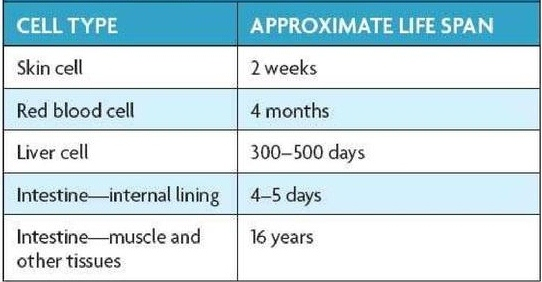 CELL TYPE APPROXIMATE LIFE SPAN
Skin cell 2 weeks
Red blood cell 4 months
Liver cell 300–500 days
Intestine—internal lining 4–5 days
Intestine—muscle and 16 years
other tissues